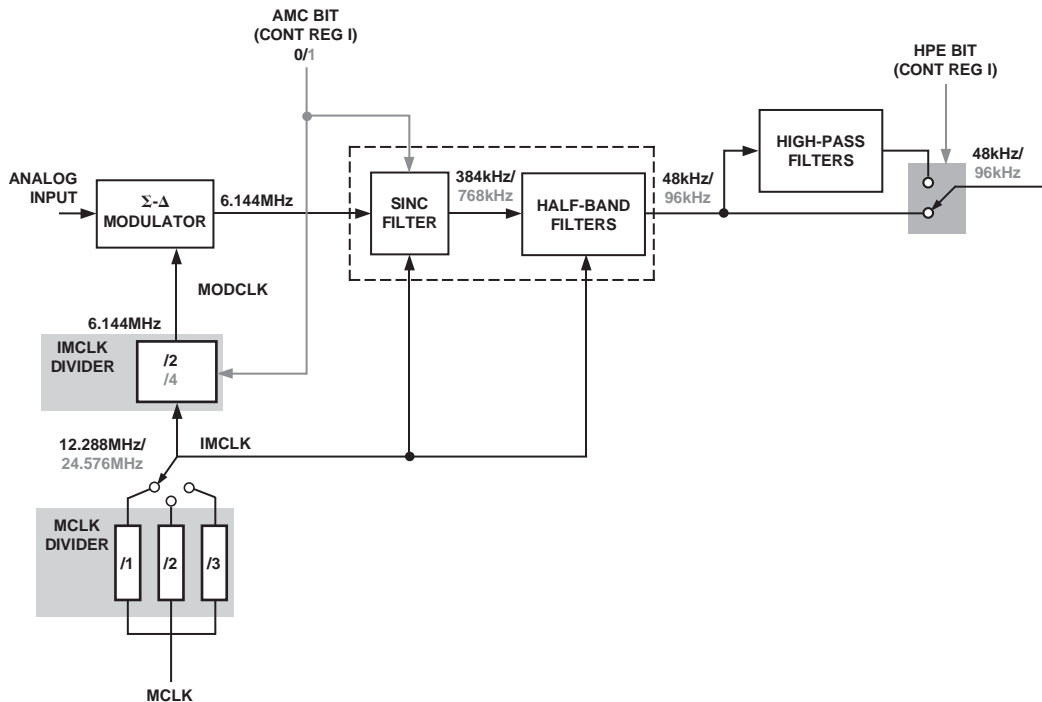 AMC BIT
(CONT REG I)
0/1
HPE BIT
(CONT REG I)
ANALOG
INPUT
Σ-Δ
MODULATOR
6.144MHz
SINC
FILTER
384kHz/
768kHz
HALF-BAND
FILTERS
48kHz/
96kHz
HIGH-PASS
FILTERS
48kHz/
96kHz
MODCLK
6.144MHz
IMCLK
DIVIDER
/2
/4
12.288MHz/
24.576MHz
IMCLK
MCLK
DIVIDER
/1
/2
/3
MCLK